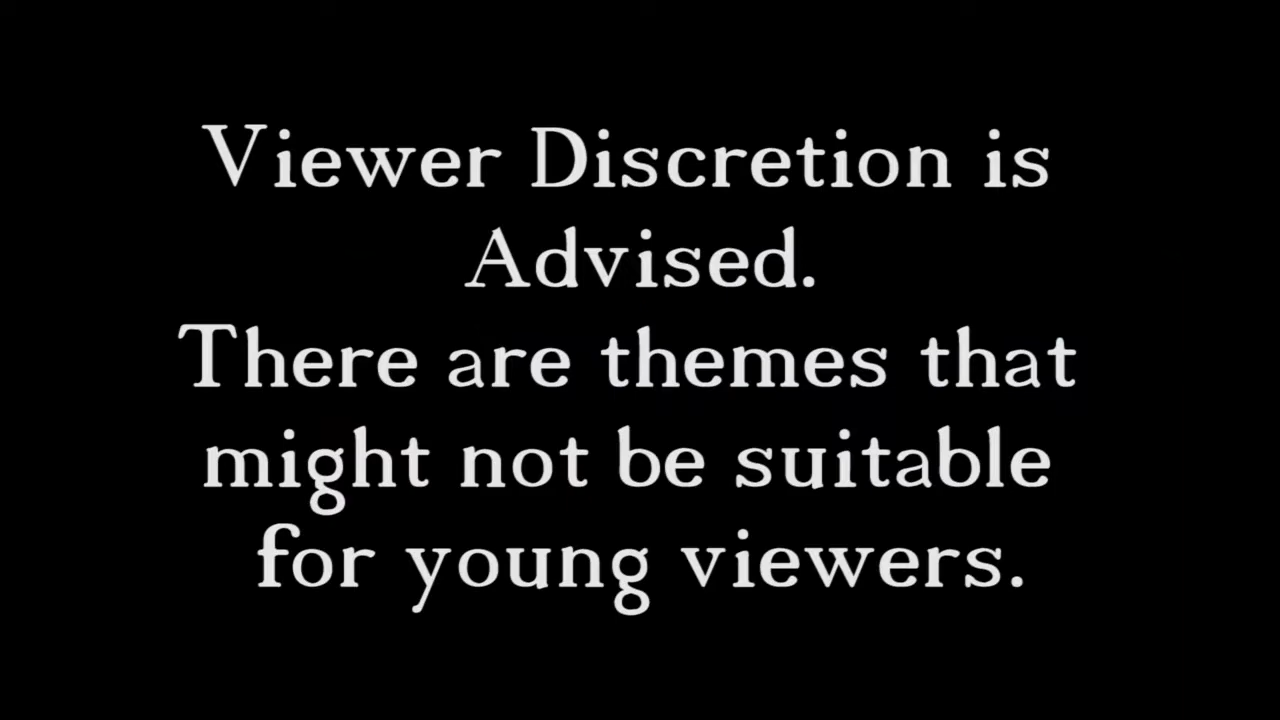 Viewer Discretion is
Advised.
There are themes that
might not be suitable
for young viewers.